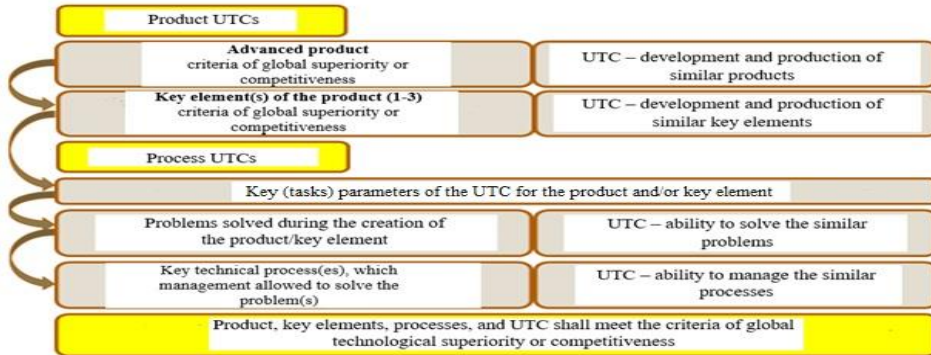 Product UTCs
Advanced product
criteria of global superiority or
competitiveness
UTC – development and production of
similar products
Key element(s) of the product (1-3)
criteria of global superiority or
competitiveness
UTC – development and production of
similar key elements
Process UTCs
Key (tasks) parameters of the UTC for the product and/or key element
Problems solved during the creation of
the product/key element
UTC – ability to solve the similar
problems
Key technical process(es), which
management allowed to solve the
problem(s)
UTC – ability to manage the similar
processes
Product, key elements, processes, and UTC shall meet the criteria of global
technological superiority or competitiveness